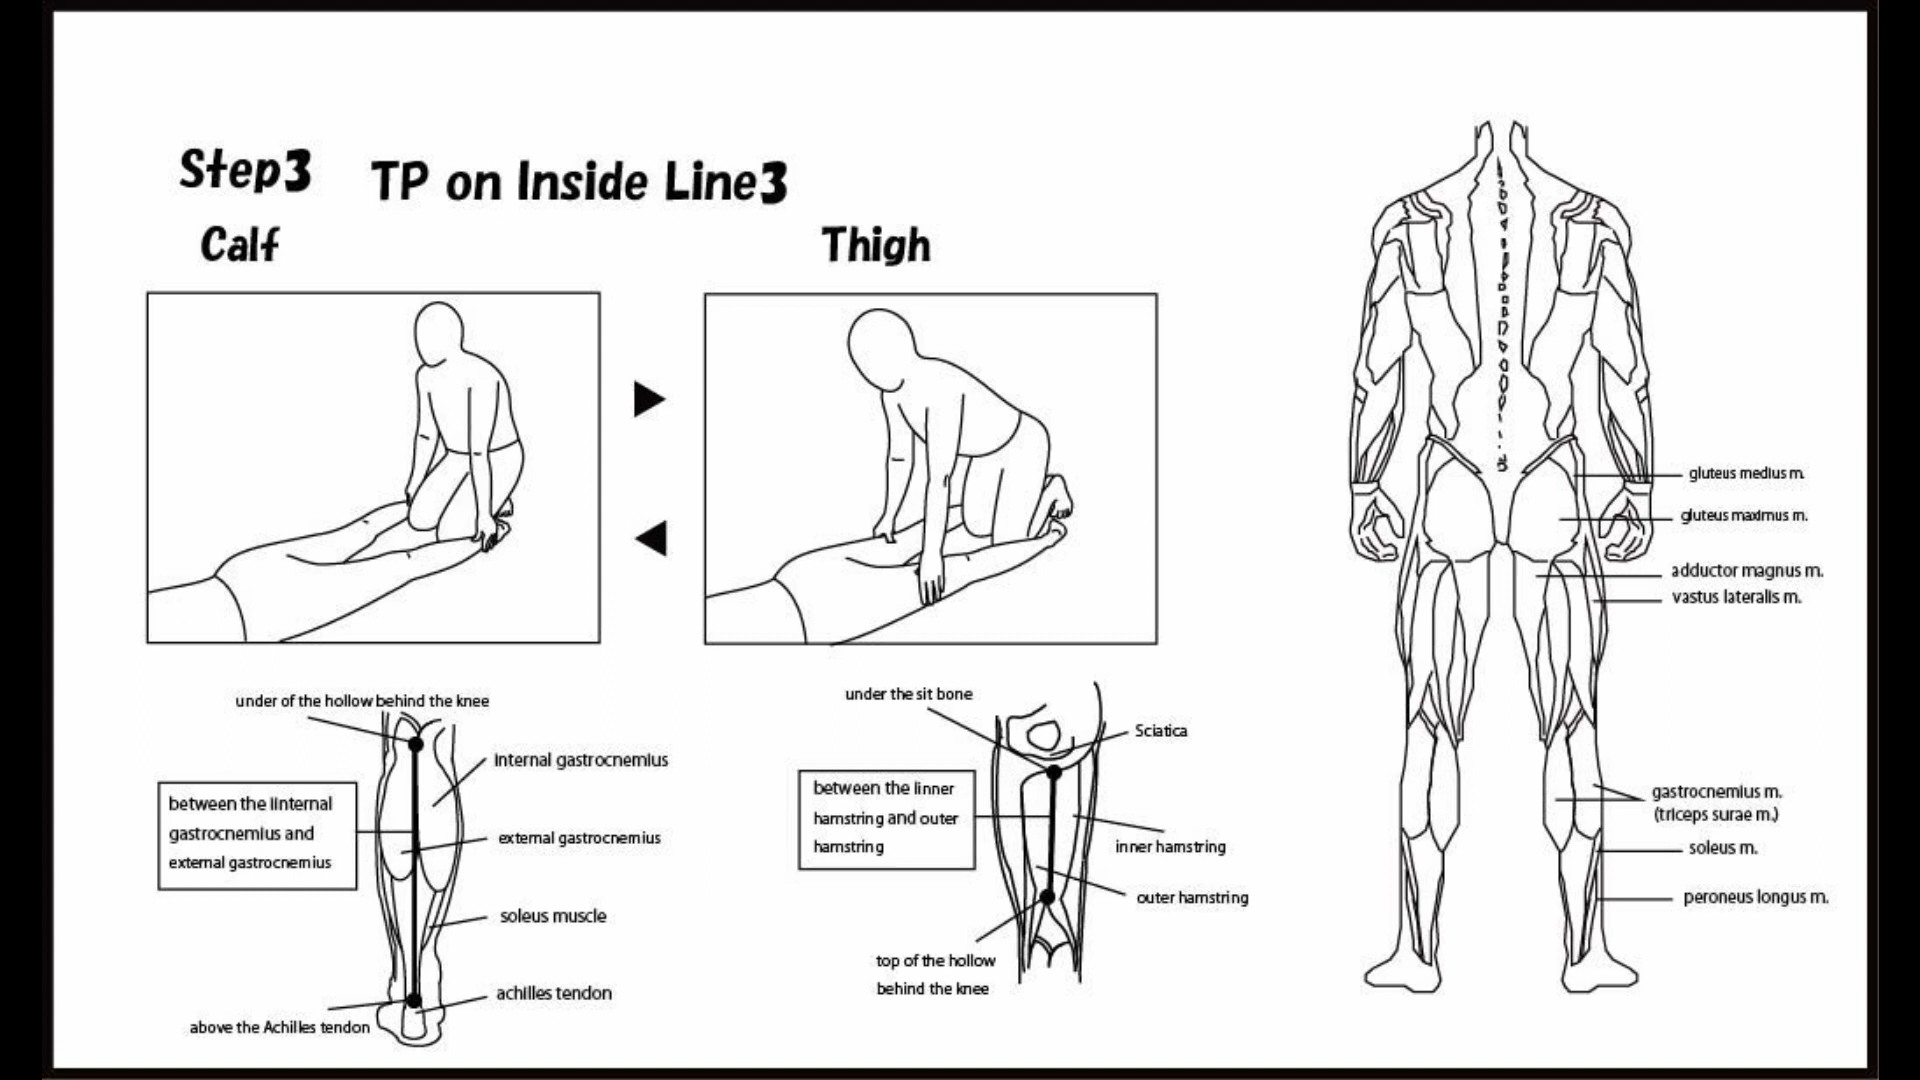 Step3 TP on Inside Line3
Calf
Thigh
under of the hollow behind the knee
internal gastrocnemius
between the iinternal
gastrocnemius and
external gastrocnemius
external gastrocnemius
soleus muscle
achilles tendon
above the Achilles tendon
under the sit bone
Sciatica
between the iinner
hamstring and outer
hamstring
inner hamstring
outer hamstring
top of the hollow
behind the knee
gluteus medius m.
gluteus maximus m.
adductor magnus m.
vastus lateralis m.
gastrocnemius m.
(triceps surae m.)
soleus m.
peroneus longus m.